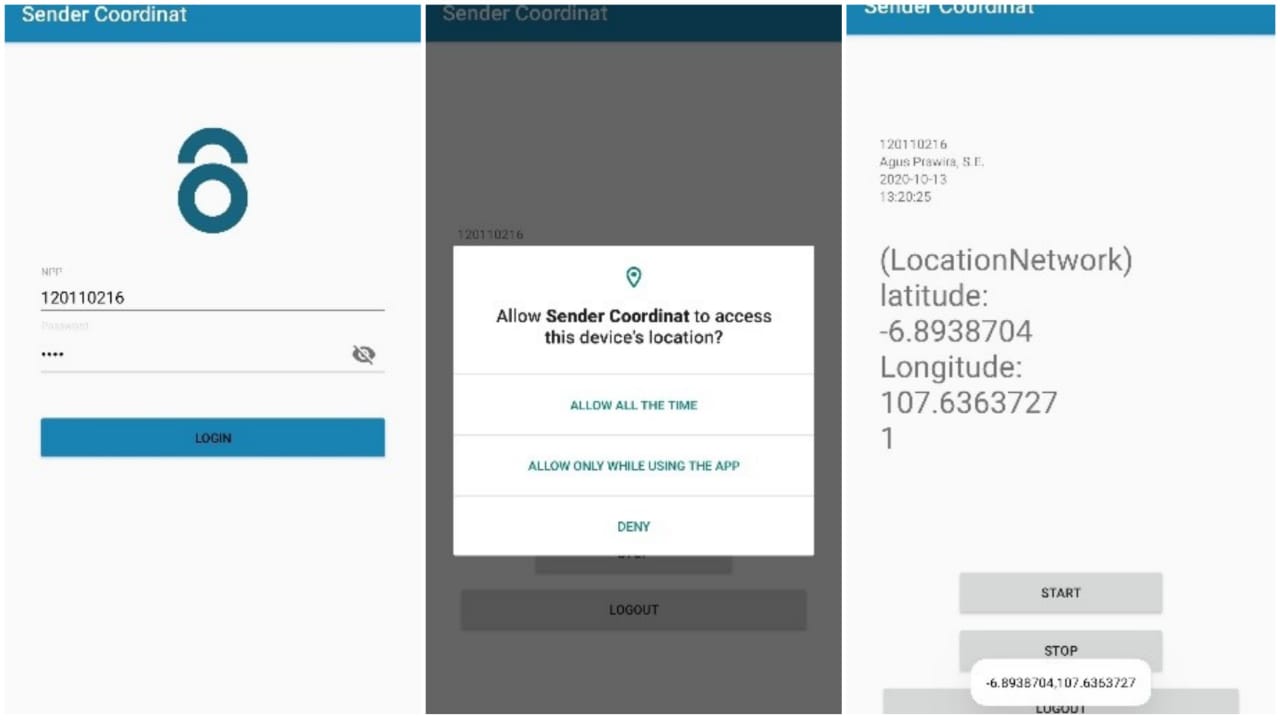 Sender Coordinat
NPP
120110216
Password
••••
LOGIN
Sender Coordinat
120110216
Allow Sender Coordinat to access
this device's location?
ALLOW ALL THE TIME
ALLOW ONLY WHILE USING THE APP
DENY
LOGOUT
Sender Coordinat
120110216
Agus Prawira, S.E.
2020-10-13
13:20:25
(LocationNetwork)
latitude:
-6.8938704
Longitude:
107.6363727
1
START
STOP
-6.8938704,107.6363727
LOGOUT